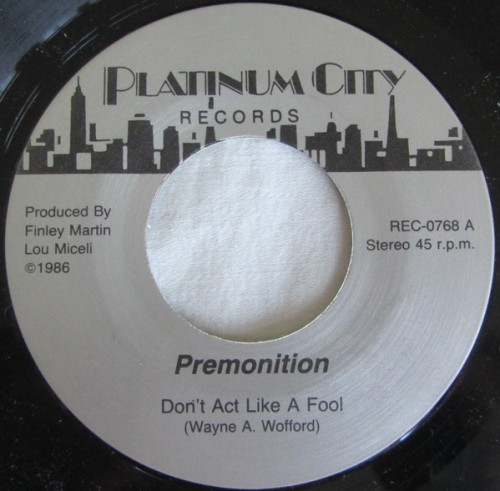 PLATINUM CITY
RECORDS
Produced By
Finley Martin
Lou Miceli
©1986
REC-0768 A
Stereo 45 r.p.m.
Premonition
Don't Act Like A Fool
(Wayne A. Wofford)